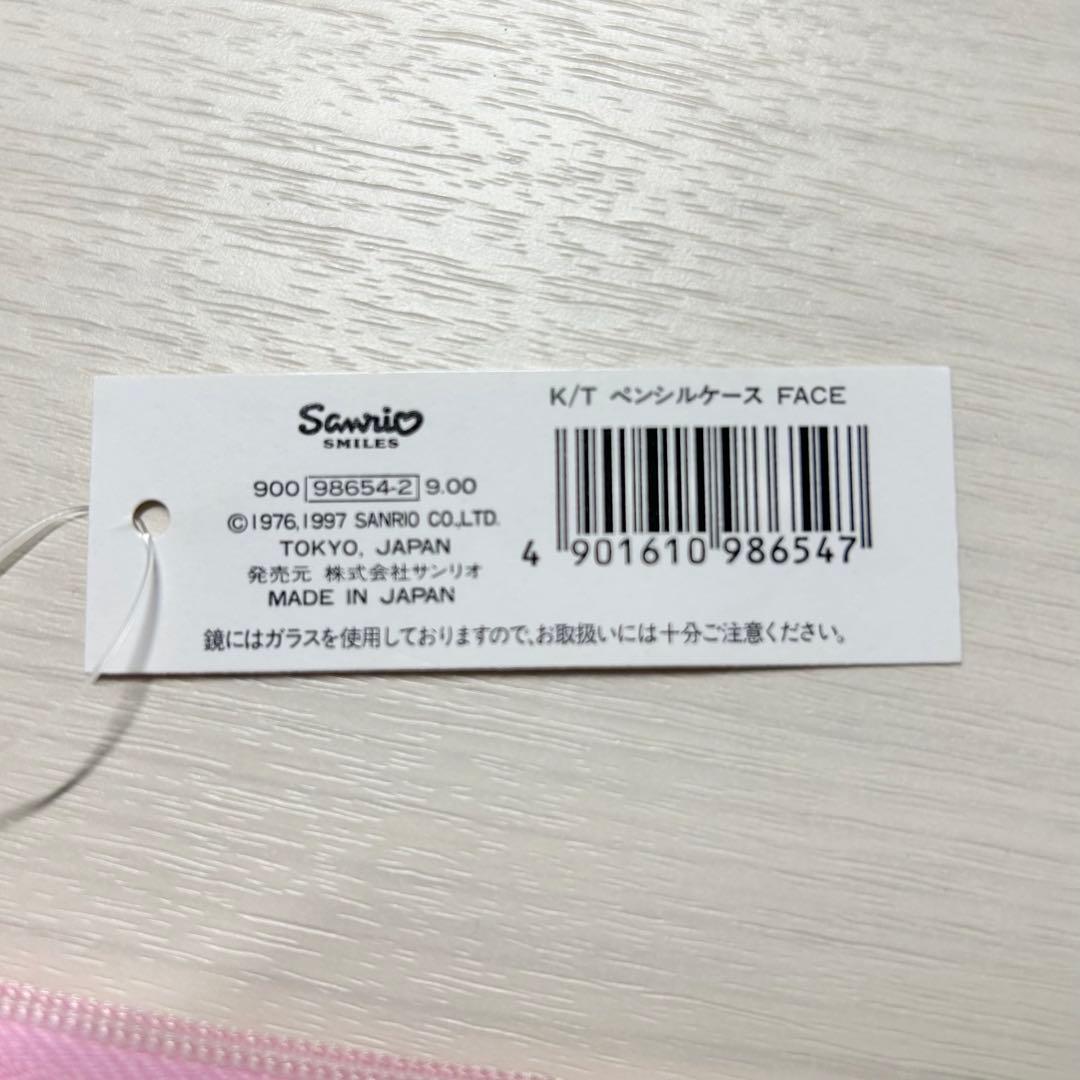 Sanrio
SMILES
900 98654-2 9.00
©1976,1997 SANRIO CO.,LTD.
TOKYO, JAPAN
発売元 株式会社サンリオ
MADE IN JAPAN
K/T ペンシルケース FACE
4 901610 986547
鏡にはガラスを使用しておりますので、お取扱いには十分ご注意ください。